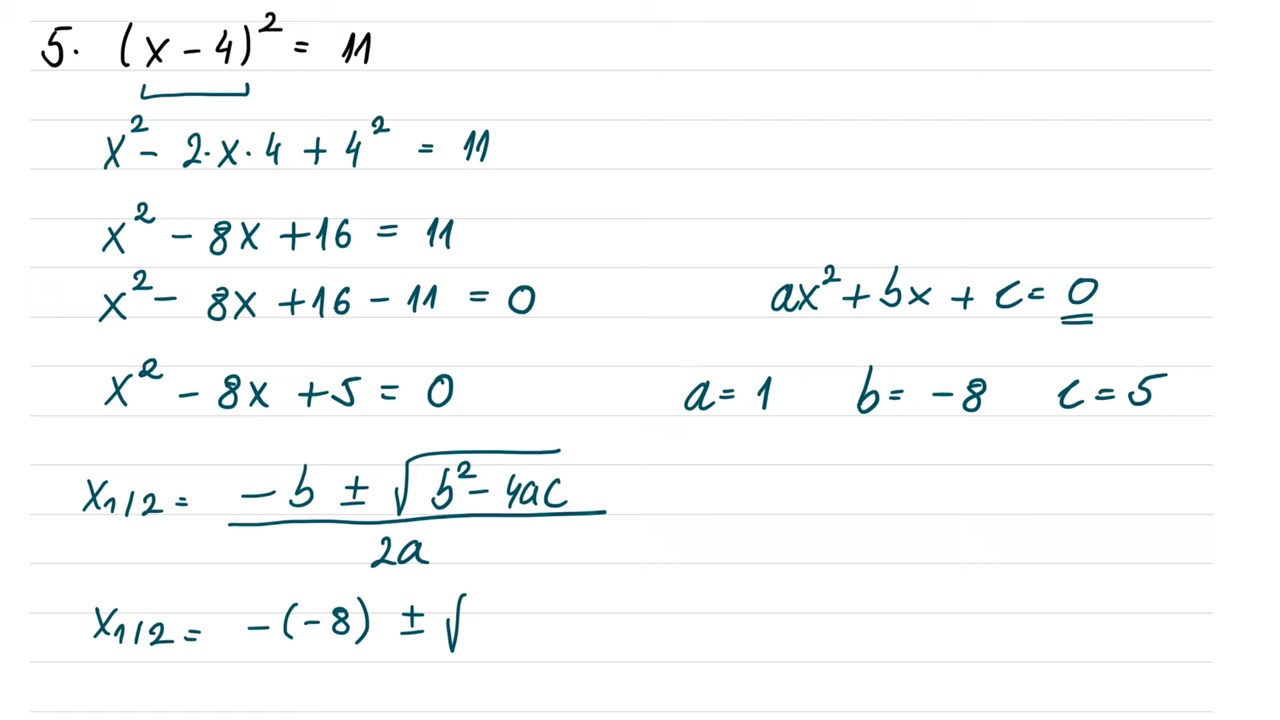 5. (x - 4)² = 11
x² - 2·x·4 + 4² = 11
x² - 8x + 16 = 11
x² - 8x + 16 - 11 = 0
ax² + bx + c = 0
x² - 8x + 5 = 0
a = 1 b = -8 c = 5
x1/2 = (-b ± √(b² - 4ac)) / 2a
x1/2 = -(-8) ± √